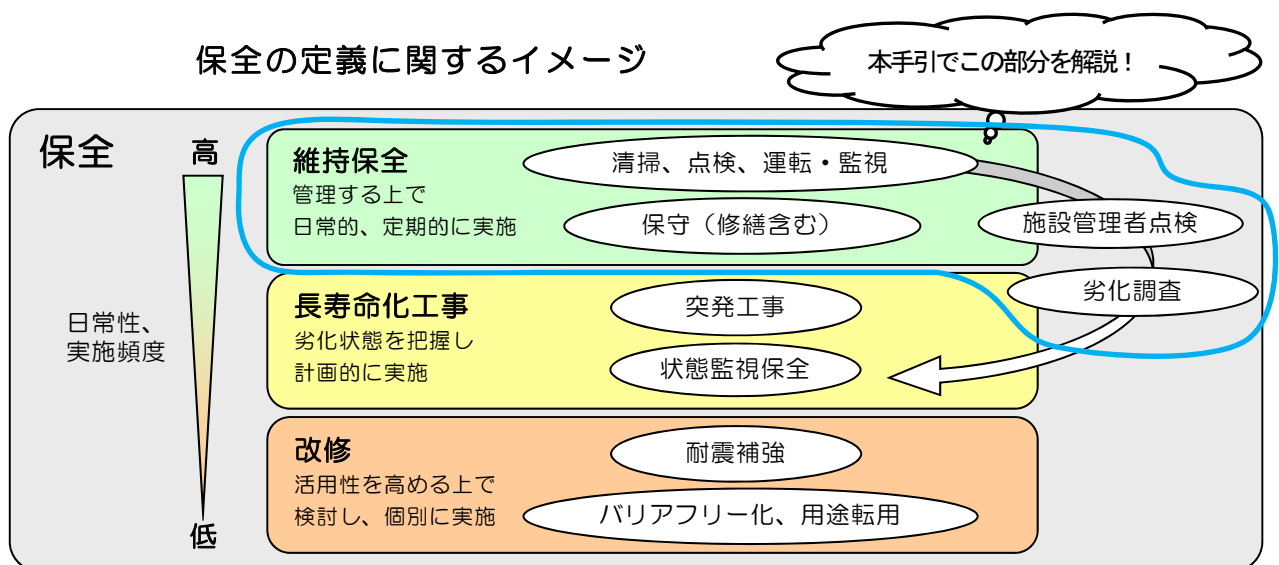 保全の定義に関するイメージ
本手引でこの部分を解説！
保全
高
日常性、
実施頻度
低
維持保全
管理する上で
日常的、定期的に実施
清掃、点検、運転・監視
保守（修繕含む）
施設管理者点検
劣化調査
長寿命化工事
劣化状態を把握し
計画的に実施
突発工事
状態監視保全
改修
活用性を高める上で
検討し、個別に実施
耐震補強
バリアフリー化、用途転用